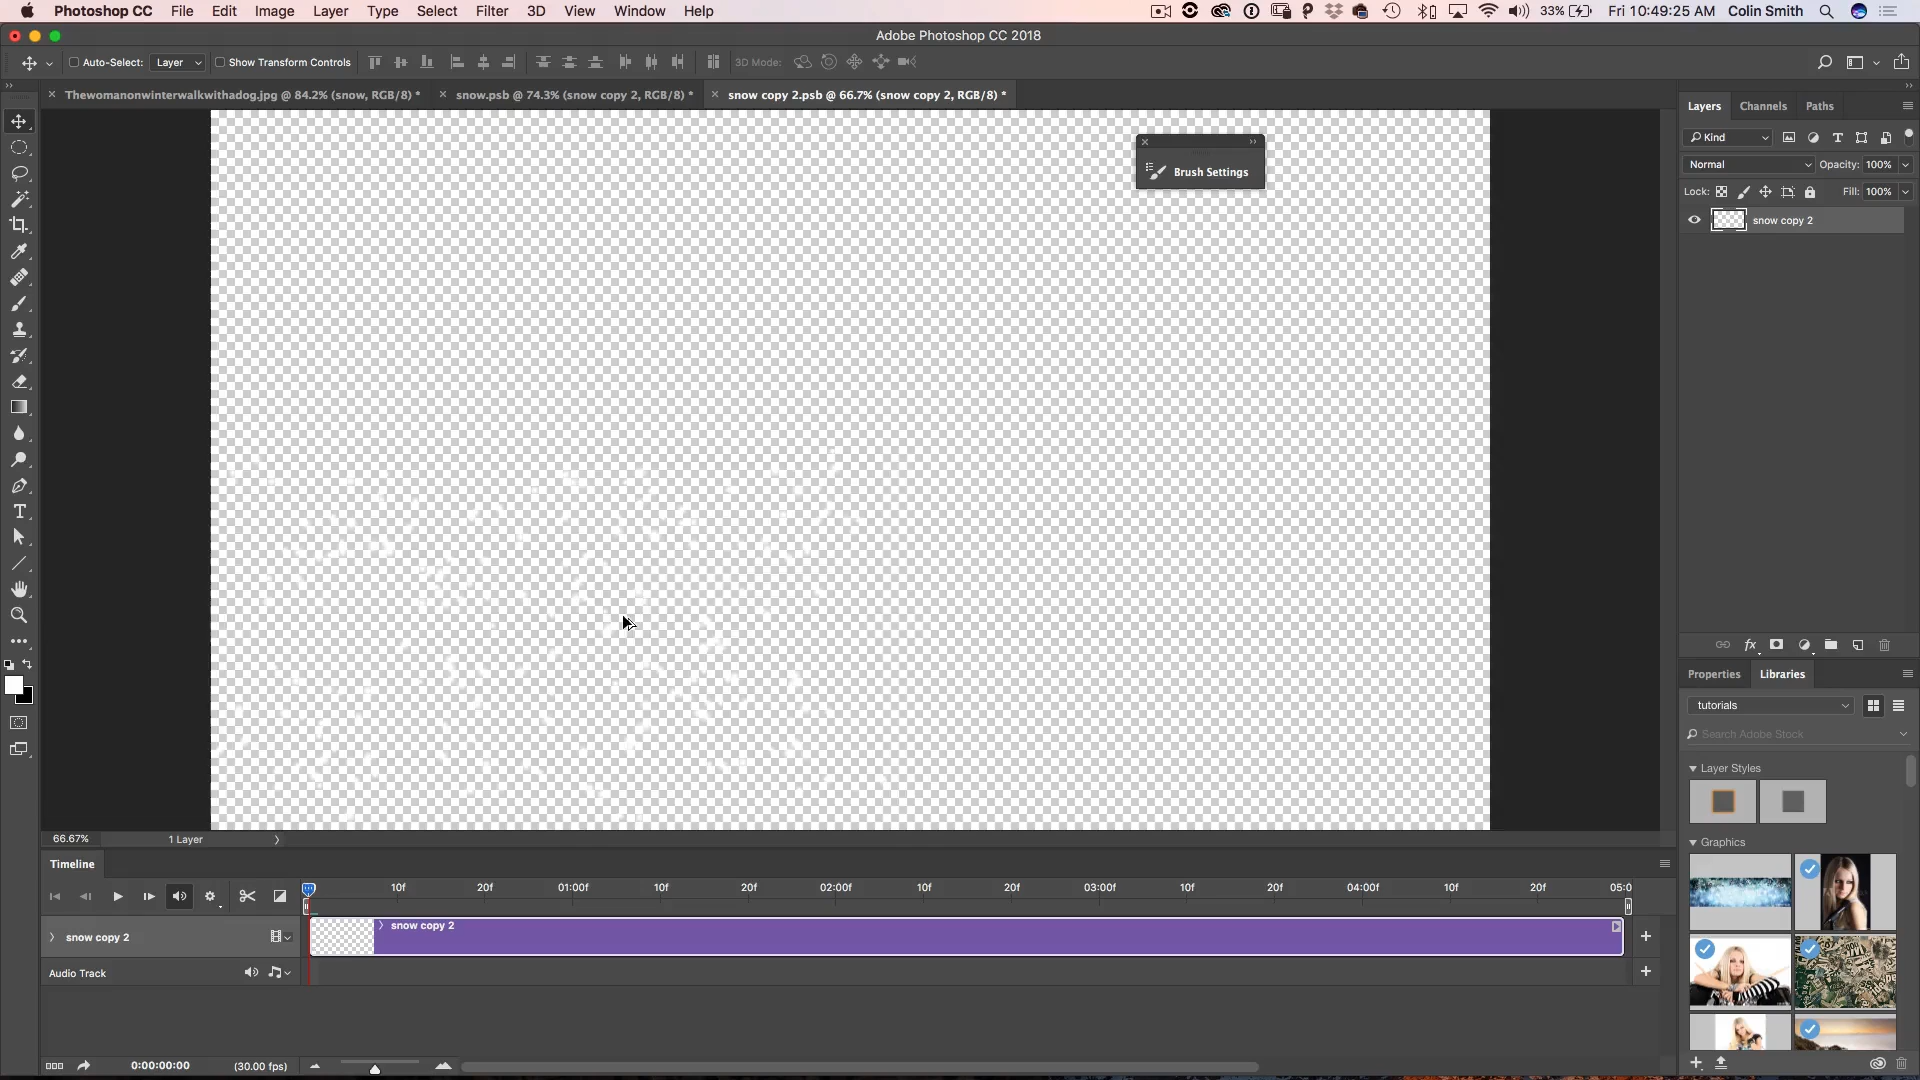 Photoshop CC File Edit Image Layer Type Select Filter 3D View Window Help 33% Fri 10:49:25 AM Colin Smith
Adobe Photoshop CC 2018
Auto-Select: Layer Show Transform Controls 3D Mode:
Thewomanonwinterwalkwithadog.jpg @ 84.2% (snow, RGB/8) * snow.psb @ 74.3% (snow copy 2, RGB/8) * snow copy 2.psb @ 66.7% (snow copy 2, RGB/8) *
Layers Channels Paths
Kind
Normal Opacity: 100%
Lock: Fill: 100%
snow copy 2
Brush Settings
Properties Libraries
tutorials
Search Adobe Stock
Layer Styles
Graphics
66.67% 1 Layer
Timeline
10f 20f 01:00f 10f 20f 02:00f 10f 20f 03:00f 10f 20f 04:00f 10f 20f 05:0
snow copy 2 snow copy 2
Audio Track
0:00:00:00 (30.00 fps)